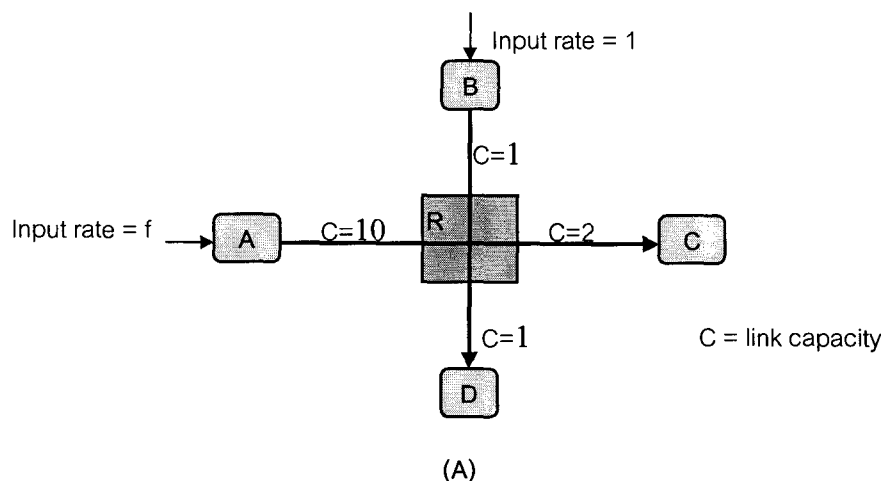 Input rate = 1
B
C=1
Input rate = f
A
C=10
R
C=2
C
C=1
C = link capacity
D
(A)